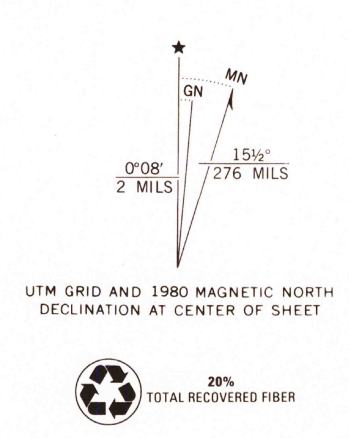 ★
MN
GN
0°08'
2 MILS
15½°
276 MILS
UTM GRID AND 1980 MAGNETIC NORTH
DECLINATION AT CENTER OF SHEET
20%
TOTAL RECOVERED FIBER